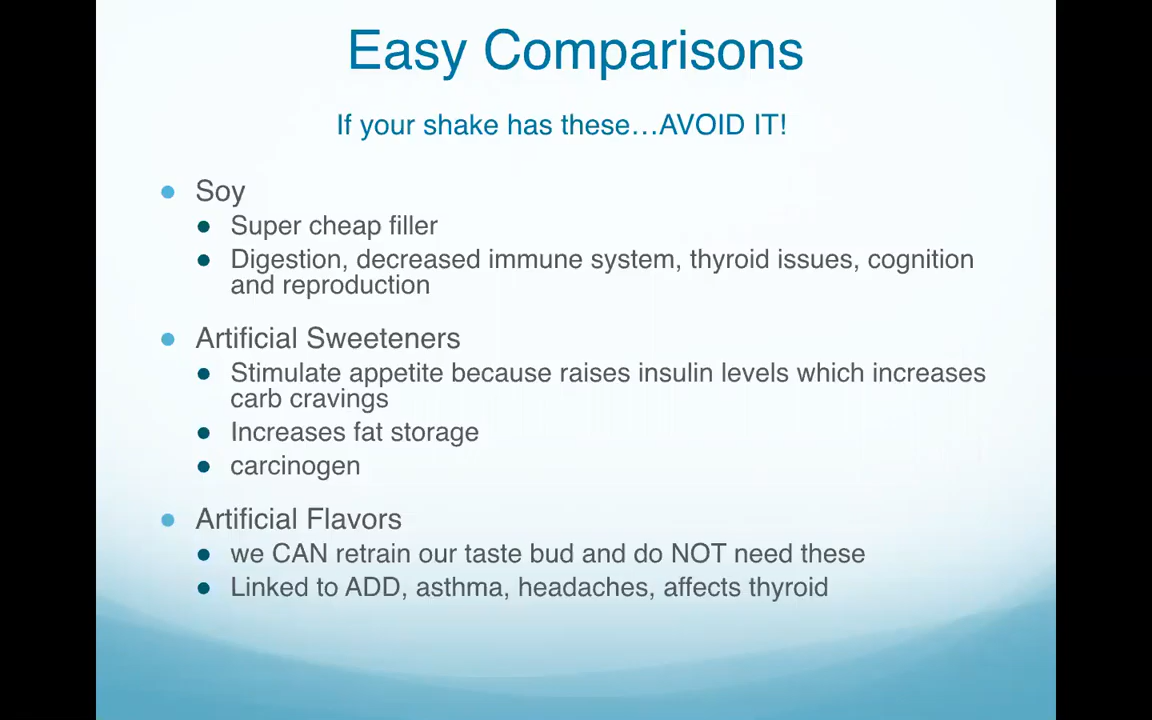 Easy Comparisons
If your shake has these…AVOID IT!
Soy
Super cheap filler
Digestion, decreased immune system, thyroid issues, cognition
and reproduction
Artificial Sweeteners
Stimulate appetite because raises insulin levels which increases
carb cravings
Increases fat storage
carcinogen
Artificial Flavors
we CAN retrain our taste bud and do NOT need these
Linked to ADD, asthma, headaches, affects thyroid